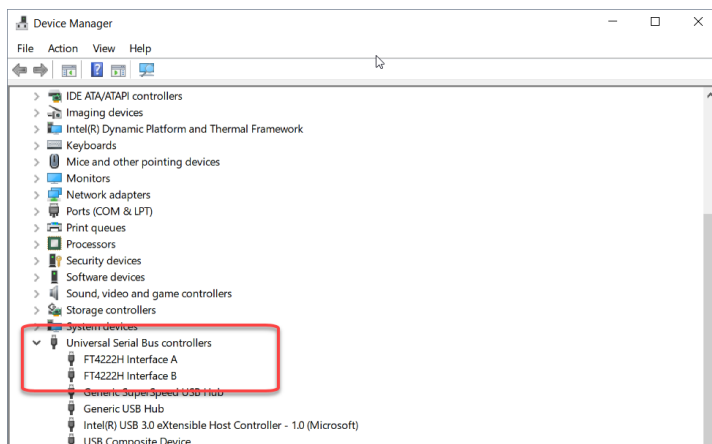 Device Manager
File Action View Help
IDE ATA/ATAPI controllers
Imaging devices
Intel(R) Dynamic Platform and Thermal Framework
Keyboards
Mice and other pointing devices
Monitors
Network adapters
Ports (COM & LPT)
Print queues
Processors
Security devices
Software devices
Sound, video and game controllers
Storage controllers
System devices
Universal Serial Bus controllers
FT4222H Interface A
FT4222H Interface B
Generic SuperSpeed USB Hub
Generic USB Hub
Intel(R) USB 3.0 eXtensible Host Controller - 1.0 (Microsoft)
USB Composite Device